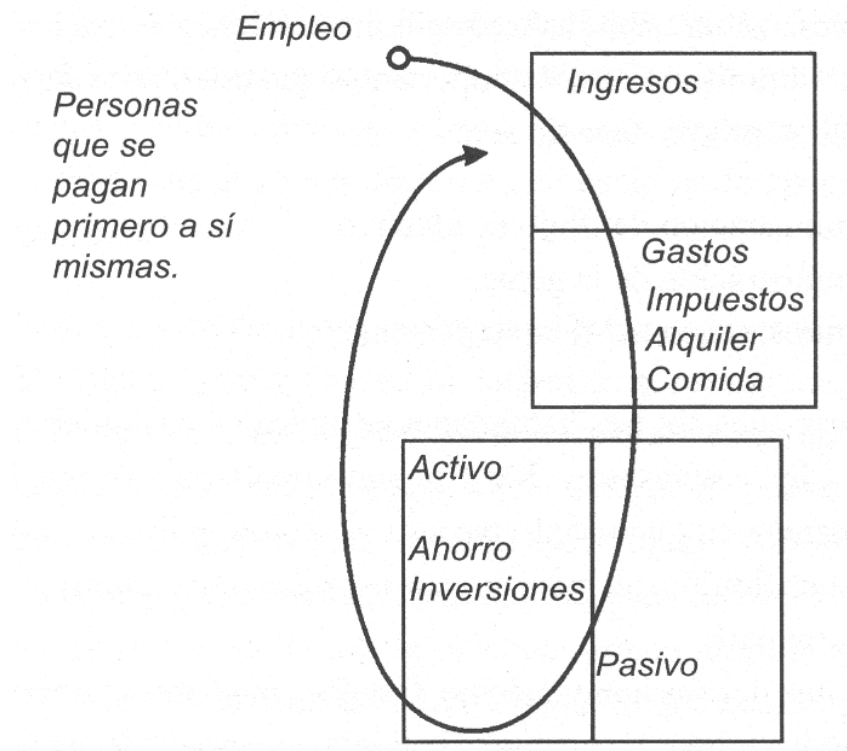 Empleo
Personas
que se
pagan
primero a sí
mismas.
Ingresos
Gastos
Impuestos
Alquiler
Comida
Activo
Ahorro
Inversiones
Pasivo